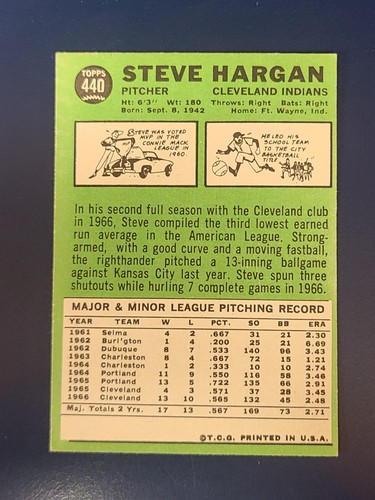 TOPPS
440
STEVE HARGAN
PITCHER CLEVELAND INDIANS
Ht: 6'3" Wt: 180 Throws: Right Bats: Right
Born: Sept. 8, 1942 Home: Ft. Wayne, Ind.
STEVE WAS VOTED
MVP IN THE
CONNIE MACK
LEAGUE IN
1960.
HE LED HIS
SCHOOL TEAM
TO THE CITY
BASKETBALL
TITLE.
In his second full season with the Cleveland club
in 1966, Steve compiled the third lowest earned
run average in the American League. Strong-
armed, with a good curve and a moving fastball,
the righthander pitched a 13-inning ballgame
against Kansas City last year. Steve spun three
shutouts while hurling 7 complete games in 1966.
MAJOR & MINOR LEAGUE PITCHING RECORD
YEAR TEAM W L PCT. SO BB ERA
1961 Selma 4 2 .667 31 21 2.30
1962 Burl'gton 1 4 .200 25 21 6.69
1962 Dubuque 8 7 .533 140 96 3.43
1963 Charleston 8 4 .667 72 15 1.21
1964 Charleston 1 2 .333 10 10 2.74
1964 Portland 11 9 .550 116 58 3.46
1965 Portland 13 5 .722 135 66 2.91
1965 Cleveland 4 3 .571 37 28 3.45
1966 Cleveland 13 10 .565 132 45 2.48
Maj. Totals 2 Yrs. 17 13 .567 169 73 2.71
©T.C.G. PRINTED IN U.S.A.